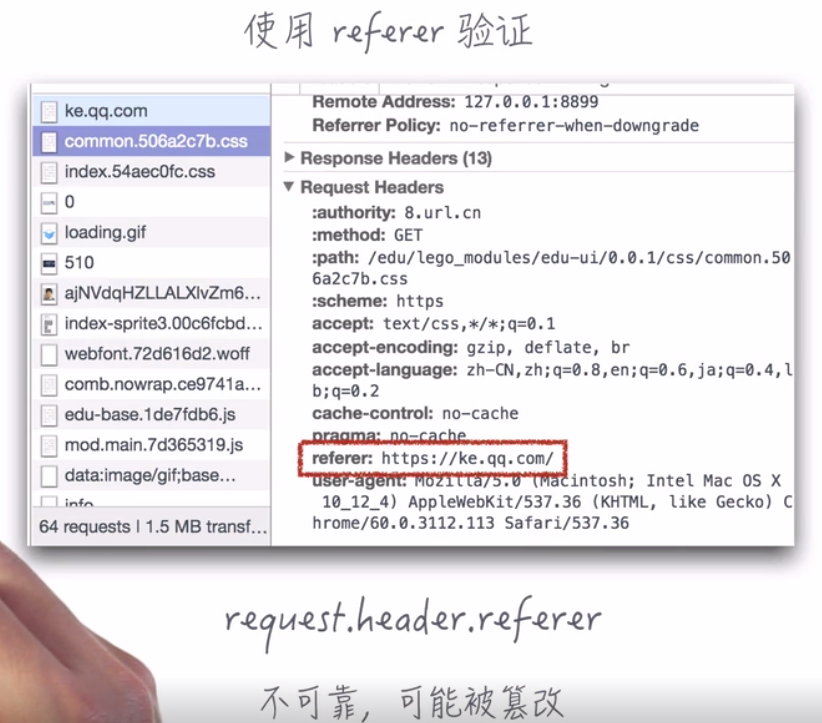 使用 referer 验证
ke.qq.com
common.506a2c7b.css
index.54aec0fc.css
0
loading.gif
510
ajNVdqHZLLALXlvZm6...
index-sprite3.00c6fcbd...
webfont.72d616d2.woff
comb.nowrap.ce9741a...
edu-base.1de7fdb6.js
mod.main.7d365319.js
data:image/gif;base...
info
64 requests | 1.5 MB transf...
Remote Address: 127.0.0.1:8899
Referrer Policy: no-referrer-when-downgrade
Response Headers (13)
Request Headers
:authority: 8.url.cn
:method: GET
:path: /edu/lego_modules/edu-ui/0.0.1/css/common.50
6a2c7b.css
:scheme: https
accept: text/css,*/*;q=0.1
accept-encoding: gzip, deflate, br
accept-language: zh-CN,zh;q=0.8,en;q=0.6,ja;q=0.4,l
b;q=0.2
cache-control: no-cache
pragma: no-cache
referer: https://ke.qq.com/
user-agent: Mozilla/5.0 (Macintosh; Intel Mac OS X
10_12_4) AppleWebKit/537.36 (KHTML, like Gecko) C
hrome/60.0.3112.113 Safari/537.36
request.header.referer
不可靠，可能被篡改